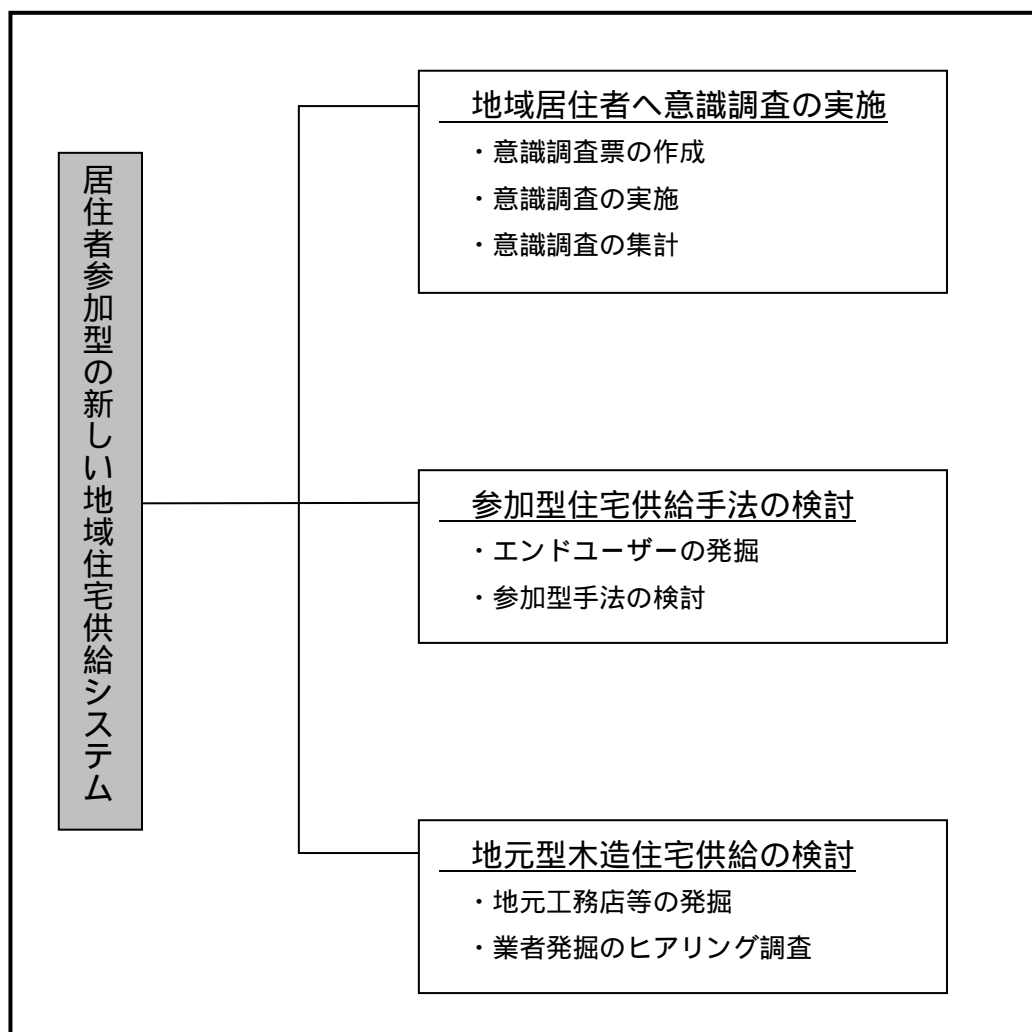 居住者参加型の新しい地域住宅供給システム
地域居住者へ意識調査の実施
・意識調査票の作成
・意識調査の実施
・意識調査の集計
参加型住宅供給手法の検討
・エンドユーザーの発掘
・参加型手法の検討
地元型木造住宅供給の検討
・地元工務店等の発掘
・業者発掘のヒアリング調査